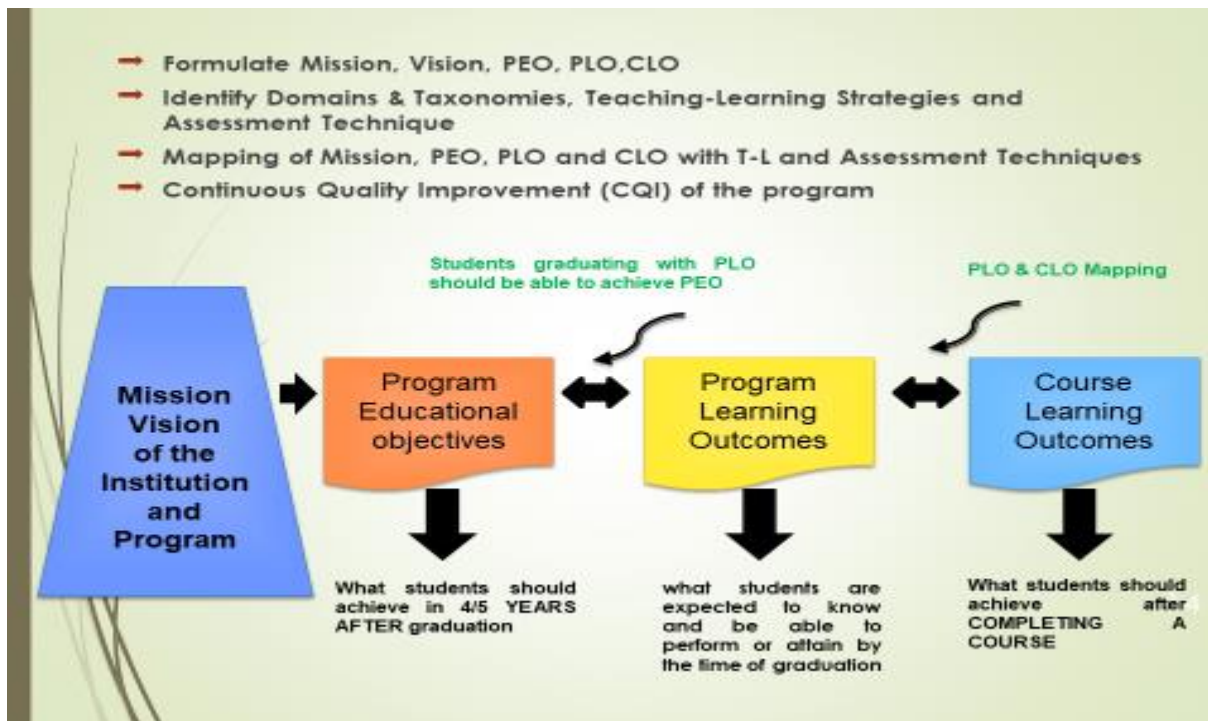 Formulate Mission, Vision, PEO, PLO,CLO
Identify Domains & Taxonomies, Teaching-Learning Strategies and
Assessment Technique
Mapping of Mission, PEO, PLO and CLO with T-L and Assessment Techniques
Continuous Quality Improvement (CQI) of the program
Students graduating with PLO
should be able to achieve PEO
PLO & CLO Mapping
Mission
Vision
of the
Institution
and
Program
Program
Educational
objectives
Program
Learning
Outcomes
Course
Learning
Outcomes
What students should
achieve in 4/5 YEARS
AFTER graduation
what students are
expected to know
and be able to
perform or attain by
the time of graduation
What students should
achieve after
COMPLETING A
COURSE